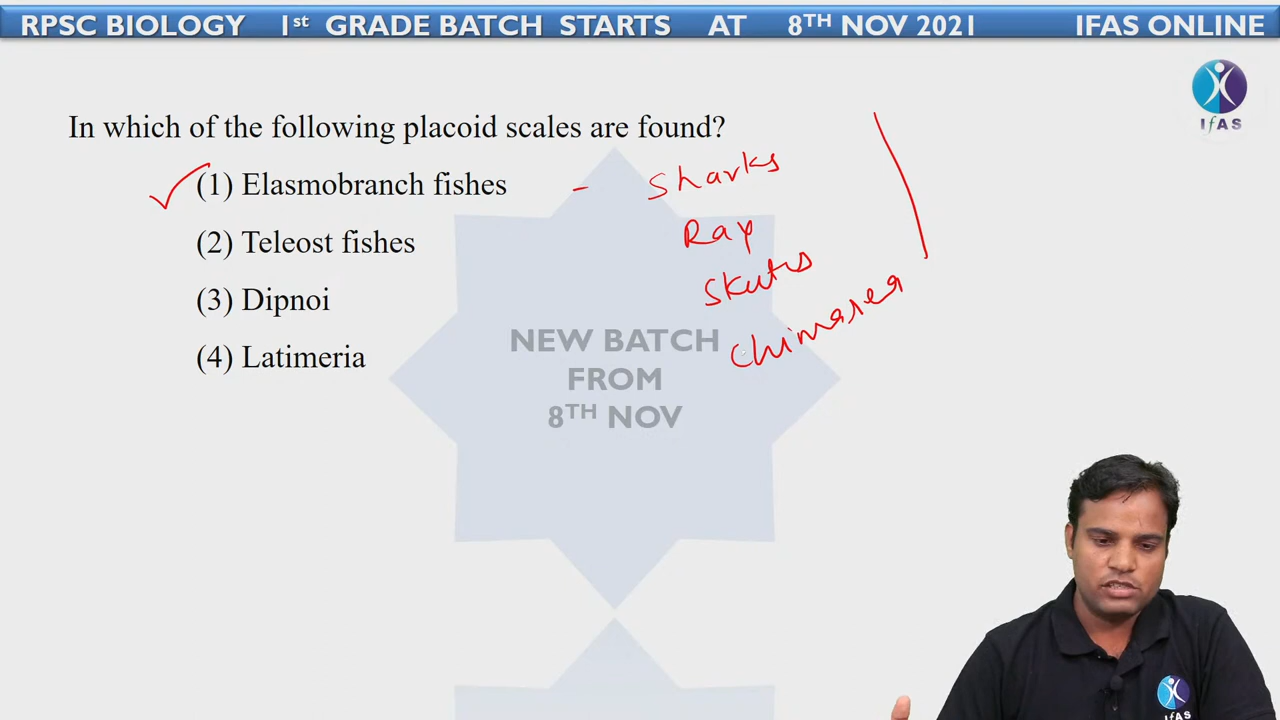 RPSC BIOLOGY 1st GRADE BATCH STARTS AT 8TH NOV 2021 IFAS ONLINE
IfAS
In which of the following placoid scales are found?
(1) Elasmobranch fishes - Sharks
(2) Teleost fishes Ray
Skates
(3) Dipnoi
Chimaera
(4) Latimeria
NEW BATCH
FROM
8TH NOV
IfAS